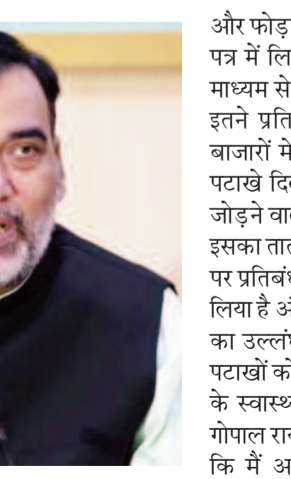 और फोड़
पत्र में लि
माध्यम से
इतने प्रति
बाजारों मे
पटाखे दिल
जोड़ने वा
इसका तात
पर प्रतिबंध
लिया है अ
का उल्लंघ
पटाखों को
के स्वास्थ्य
गोपाल राय
कि मैं अ